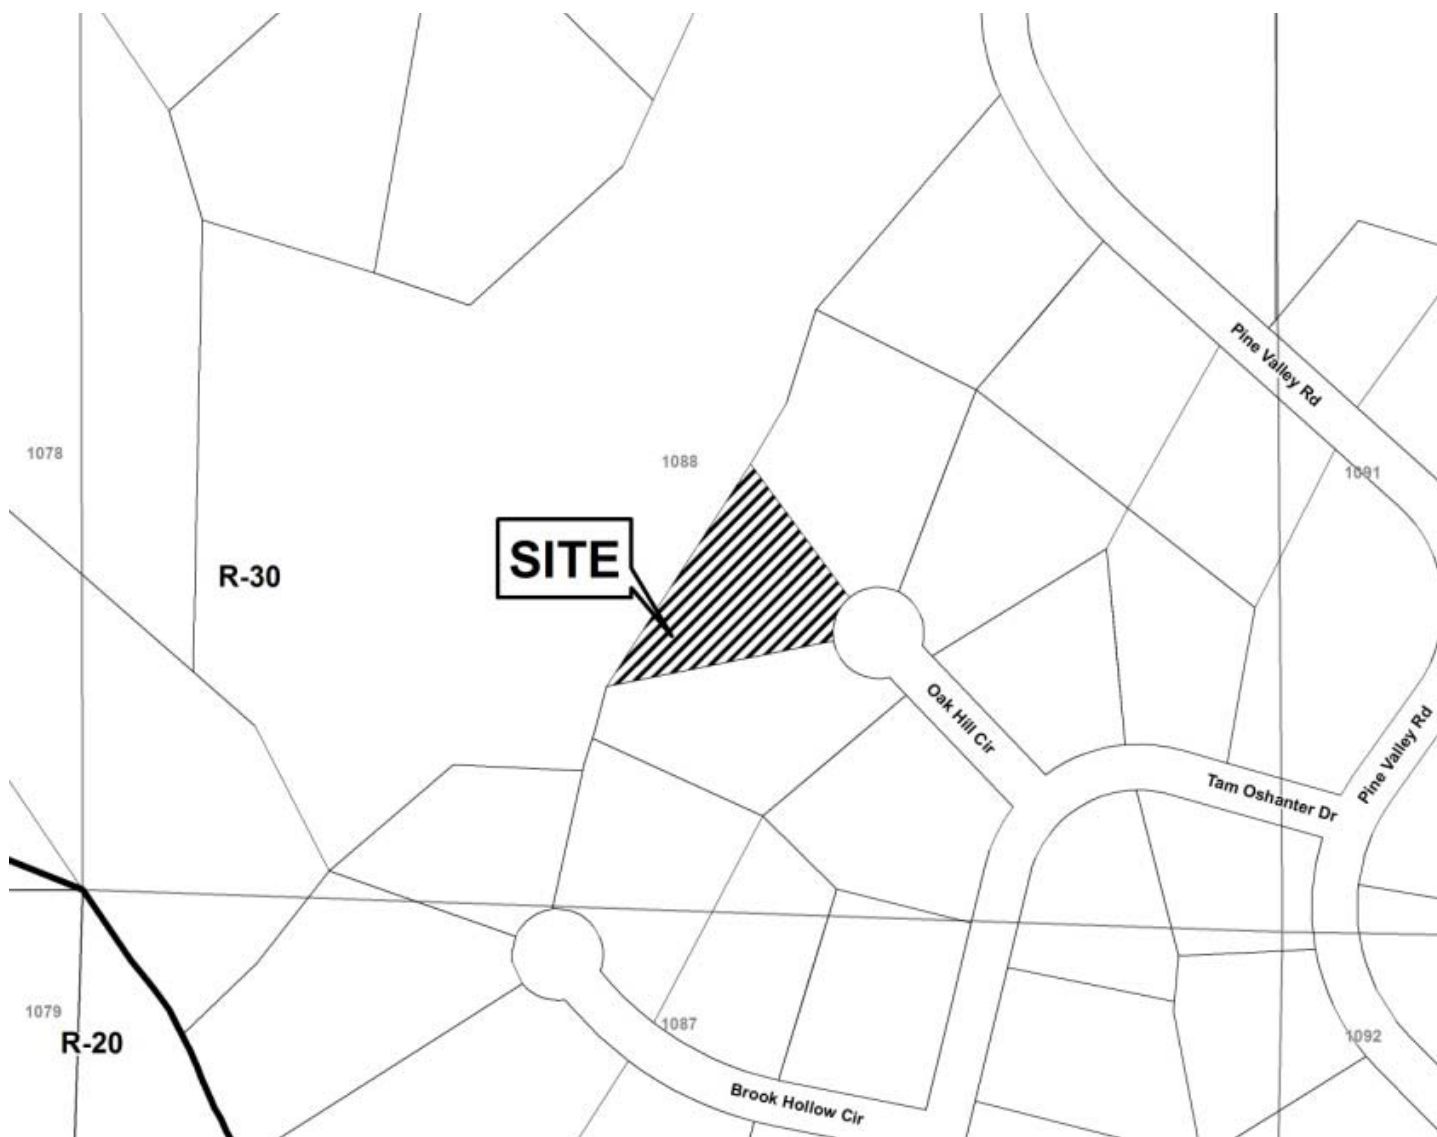 Pine Valley Rd
1078
1088
1091
SITE
R-30
Oak Hill Cir
Pine Valley Rd
Tam Oshanter Dr
1079
R-20
1087
1092
Brook Hollow Cir